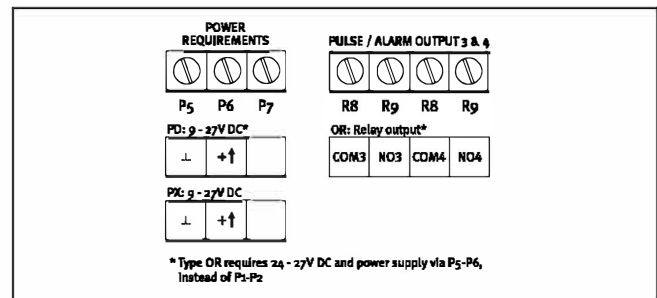 POWER
REQUIREMENTS
PULSE / ALARM OUTPUT 3 & 4
P5 P6 P7
R8 R9 R8 R9
PD: 9 - 27V DC*
OR: Relay output*
⊥ +↑
COM3 NO3 COM4 NO4
PX: 9 - 27V DC
⊥ +↑
* Type OR requires 24 - 27V DC and power supply via P5-P6,
instead of P1-P2